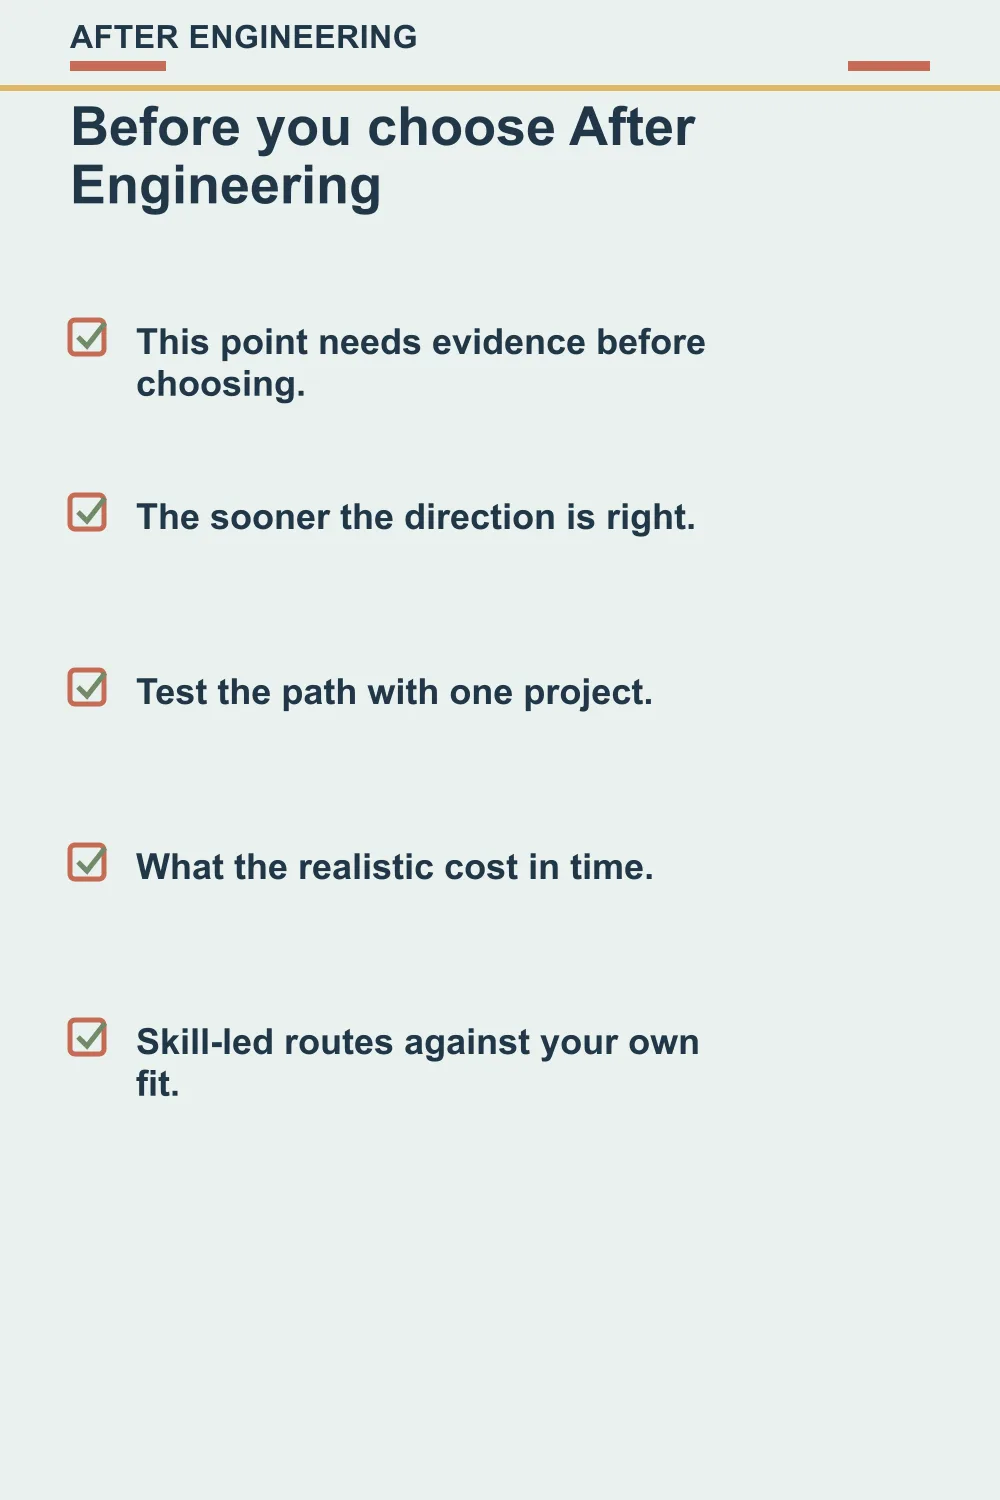 AFTER ENGINEERING
Before you choose After
Engineering
This point needs evidence before
choosing.
The sooner the direction is right.
Test the path with one project.
What the realistic cost in time.
Skill-led routes against your own
fit.